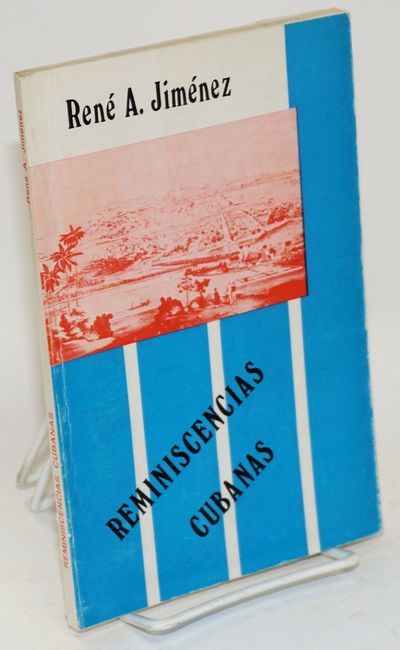 René A. Jiménez
REMINISCENCIAS
CUBANAS
René A. Jiménez
REMINISCENCIAS CUBANAS